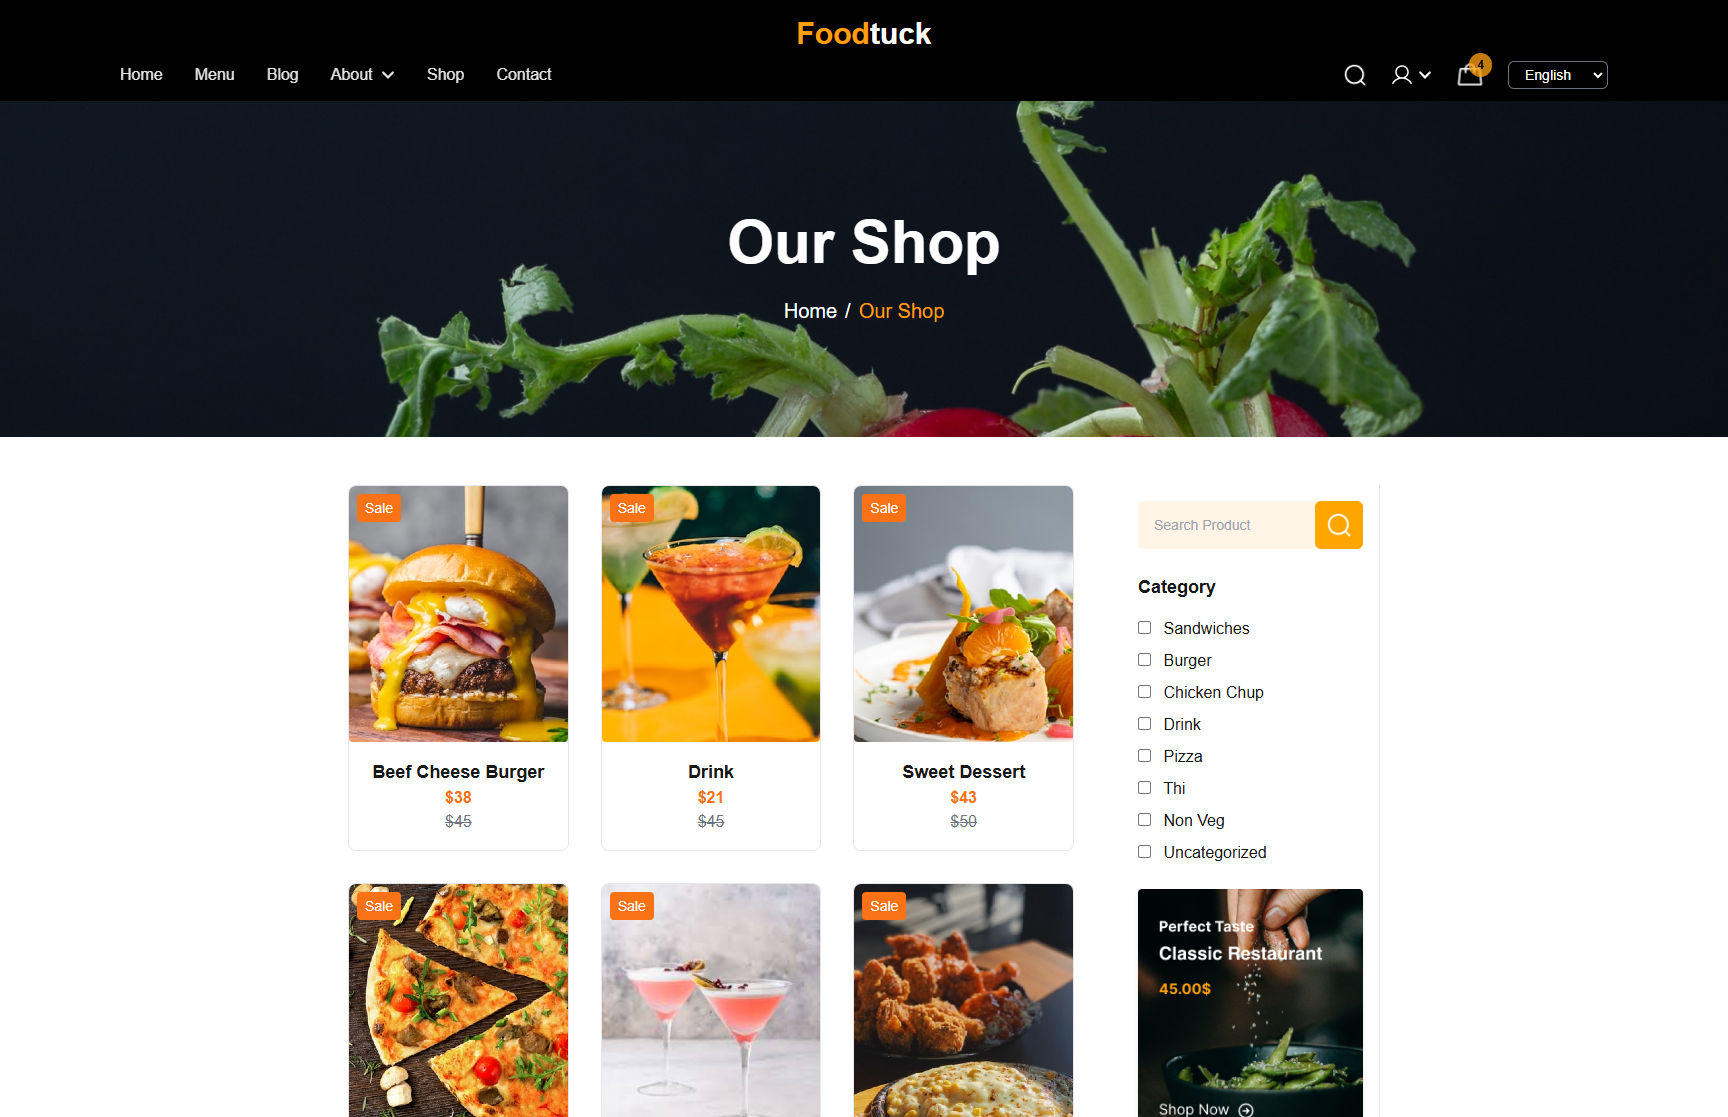 Foodtuck
Home Menu Blog About Shop Contact
4
English
Our Shop
Home / Our Shop
Sale
Sale
Sale
Beef Cheese Burger
$38
$45
Drink
$21
$45
Sweet Dessert
$43
$50
Sale
Sale
Sale
Search Product
Category
Sandwiches
Burger
Chicken Chup
Drink
Pizza
Thi
Non Veg
Uncategorized
Perfect Taste
Classic Restaurant
45.00$
Shop Now